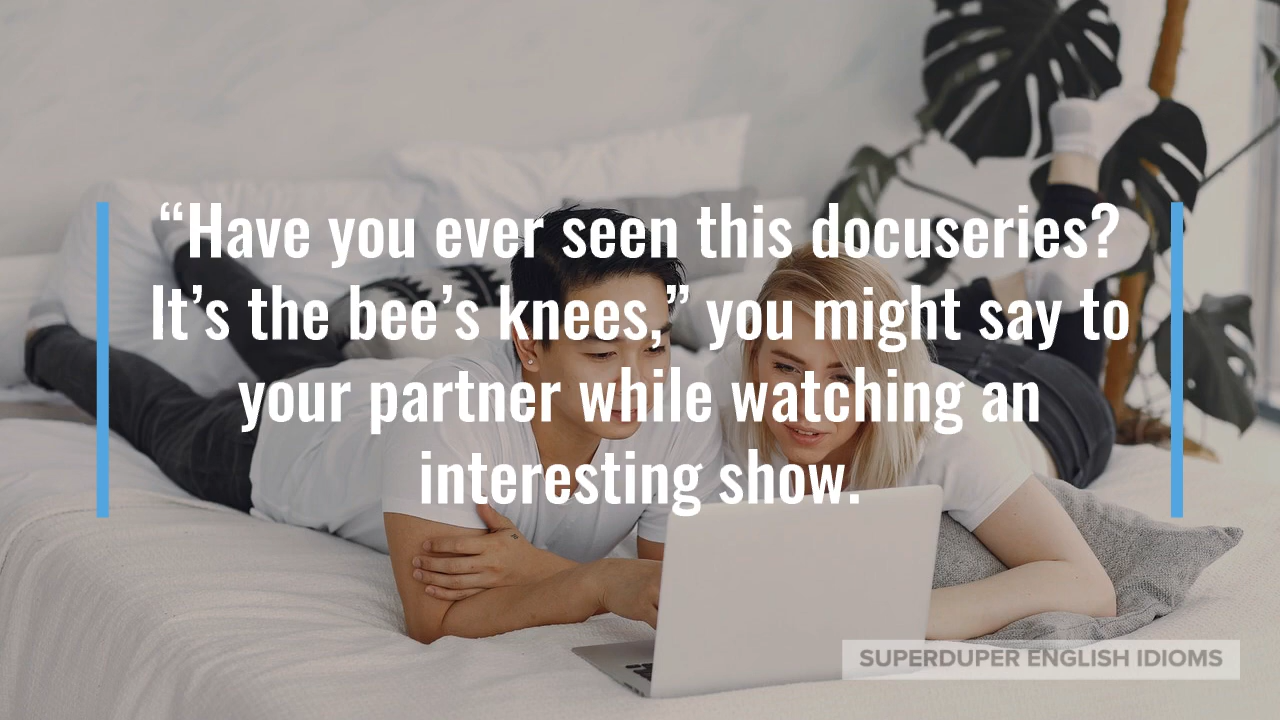 “Have you ever seen this docuseries?
It’s the bee’s knees,” you might say to
your partner while watching an
interesting show.
SUPERDUPER ENGLISH IDIOMS